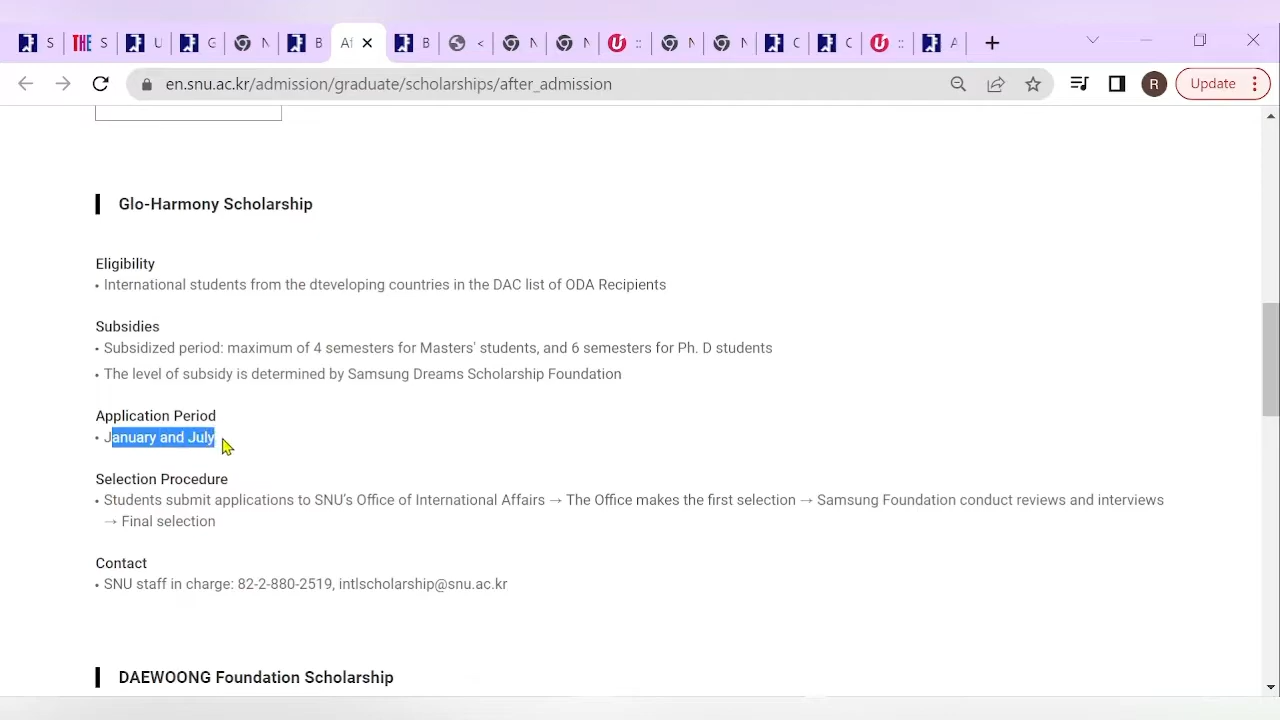 S
THE S
U
G
N
B
Af
B
<
N
N
::
N
N
C
C
::
A
en.snu.ac.kr/admission/graduate/scholarships/after_admission
R
Update
Glo-Harmony Scholarship
Eligibility
• International students from the dteveloping countries in the DAC list of ODA Recipients
Subsidies
• Subsidized period: maximum of 4 semesters for Masters' students, and 6 semesters for Ph. D students
• The level of subsidy is determined by Samsung Dreams Scholarship Foundation
Application Period
• January and July
Selection Procedure
• Students submit applications to SNU's Office of International Affairs → The Office makes the first selection → Samsung Foundation conduct reviews and interviews
→ Final selection
Contact
• SNU staff in charge: 82-2-880-2519, intlscholarship@snu.ac.kr
DAEWOONG Foundation Scholarship